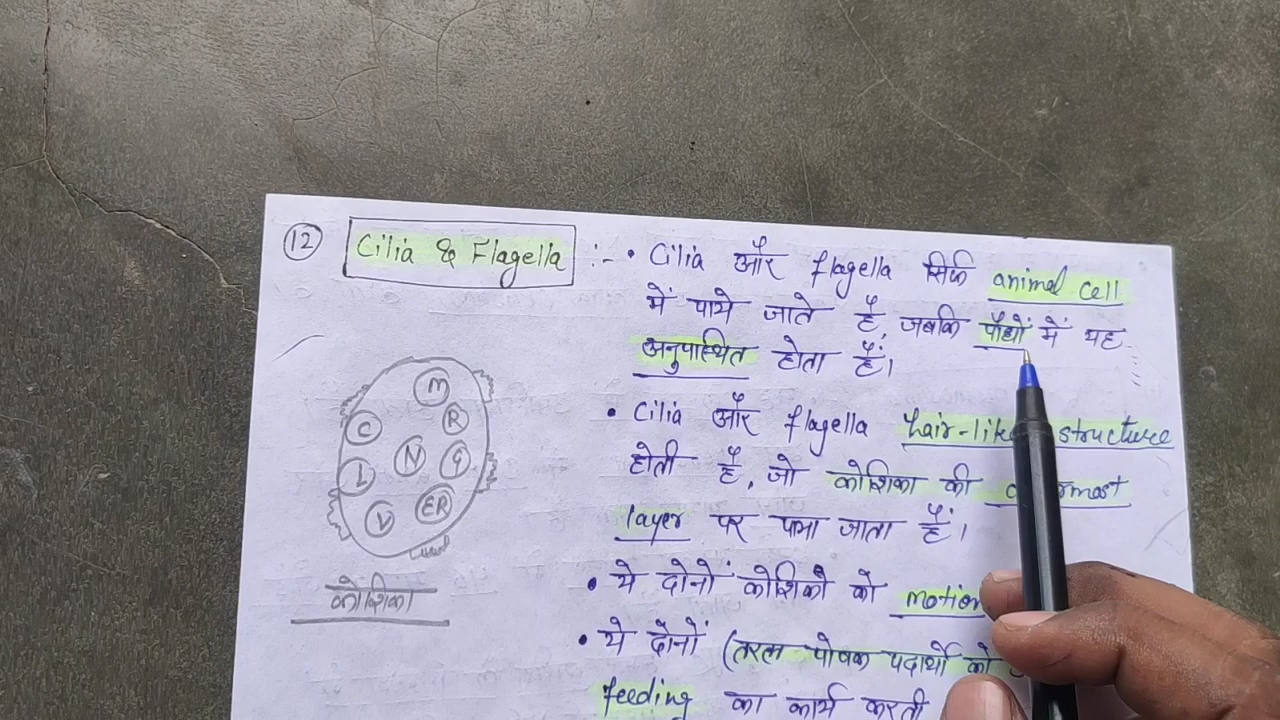 12 Cilia & Flagella :- • Cilia और flagella सिर्फ animal cell
में पाये जाते है, जबकि पौधों में यह
अनुपास्थित होता हैं।
• Cilia और flagella hair-like structure
होती है, जो कोशिका की outermost
layer पर पाया जाता हैं।
• ये दोनों कोशिको को motion
• ये दोनों (तरल पोषक पदार्थो को
feeding का कार्य करती
M
C R
L N G
V ER
कोशिका